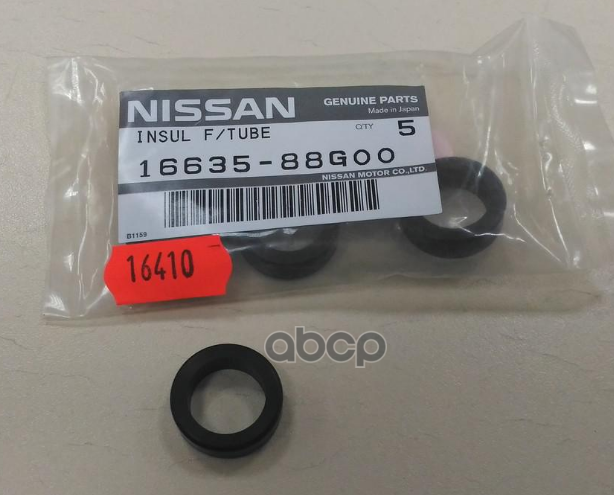 NISSAN GENUINE PARTS
Made in Japan
INSUL F/TUBE QTY 5
16635-88G00
NISSAN MOTOR CO.,LTD.
B1159
16410
abcp